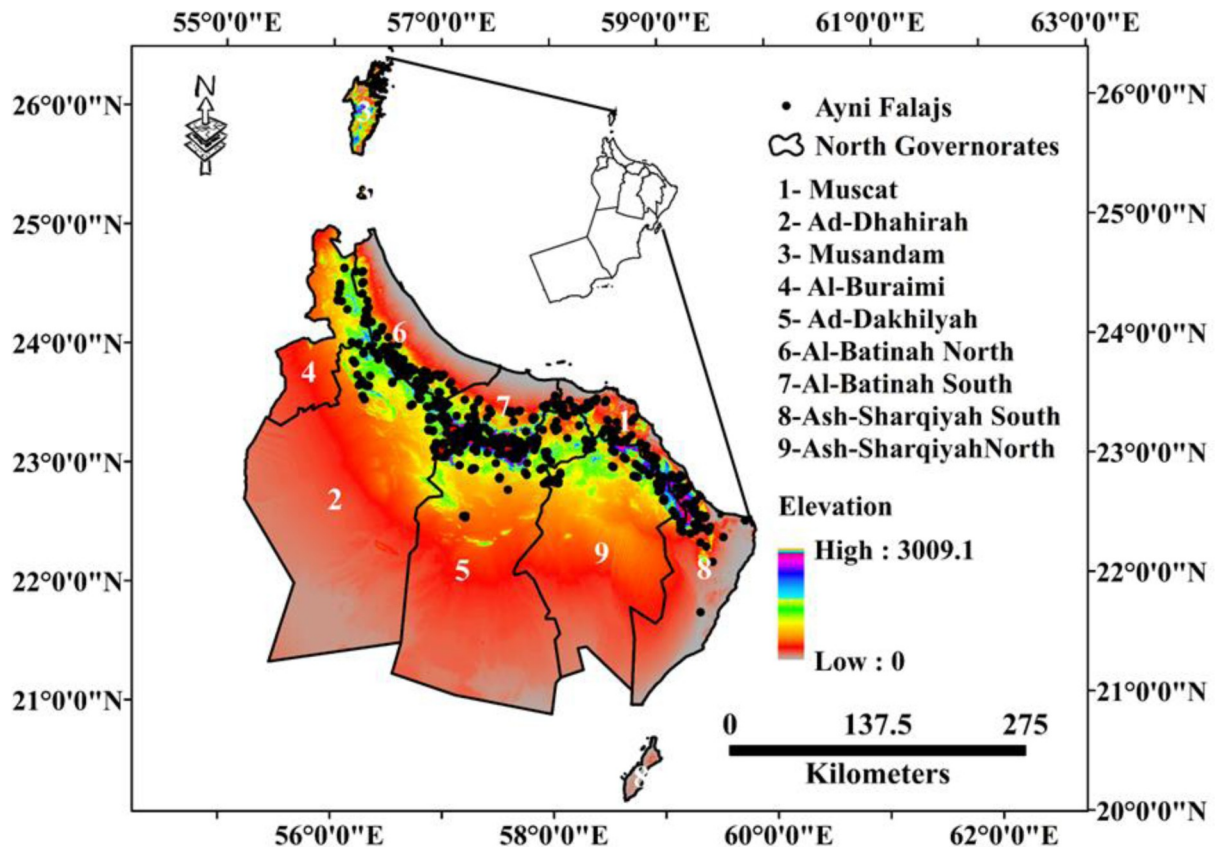 55°0'0"E 57°0'0"E 59°0'0"E 61°0'0"E 63°0'0"E
N
26°0'0"N
25°0'0"N
24°0'0"N
23°0'0"N
22°0'0"N
21°0'0"N
3
6
4
7
1
2
9
5
8
8
Ayni Falajs
North Governorates
1- Muscat
2- Ad-Dhahirah
3- Musandam
4- Al-Buraimi
5- Ad-Dakhilyah
6-Al-Batinah North
7- Al-Batinah South
8- Ash-Sharqiyah South
9-Ash-SharqiyahNorth
Elevation
High : 3009.1
Low : 0
0 137.5 275
Kilometers
26°0'0"N
25°0'0"N
24°0'0"N
23°0'0"N
22°0'0"N
21°0'0"N
20°0'0"N
56°0'0"E 58°0'0"E 60°0'0"E 62°0'0"E